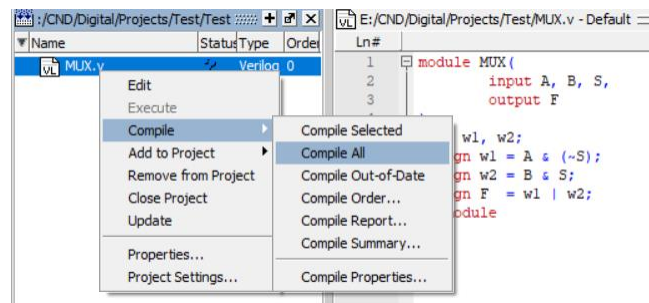 :/CND/Digital/Projects/Test/Test
Name Status Type Order
MUX.v Verilog 0
Edit
Execute
Compile
Add to Project
Remove from Project
Close Project
Update
Properties...
Project Settings...
Compile Selected
Compile All
Compile Out-of-Date
Compile Order...
Compile Report...
Compile Summary...
Compile Properties...
E:/CND/Digital/Projects/Test/MUX.v - Default
Ln#
1 module MUX(
2 input A, B, S,
3 output F
w1, w2;
gn w1 = A & (~S);
gn w2 = B & S;
gn F = w1 | w2;
odule